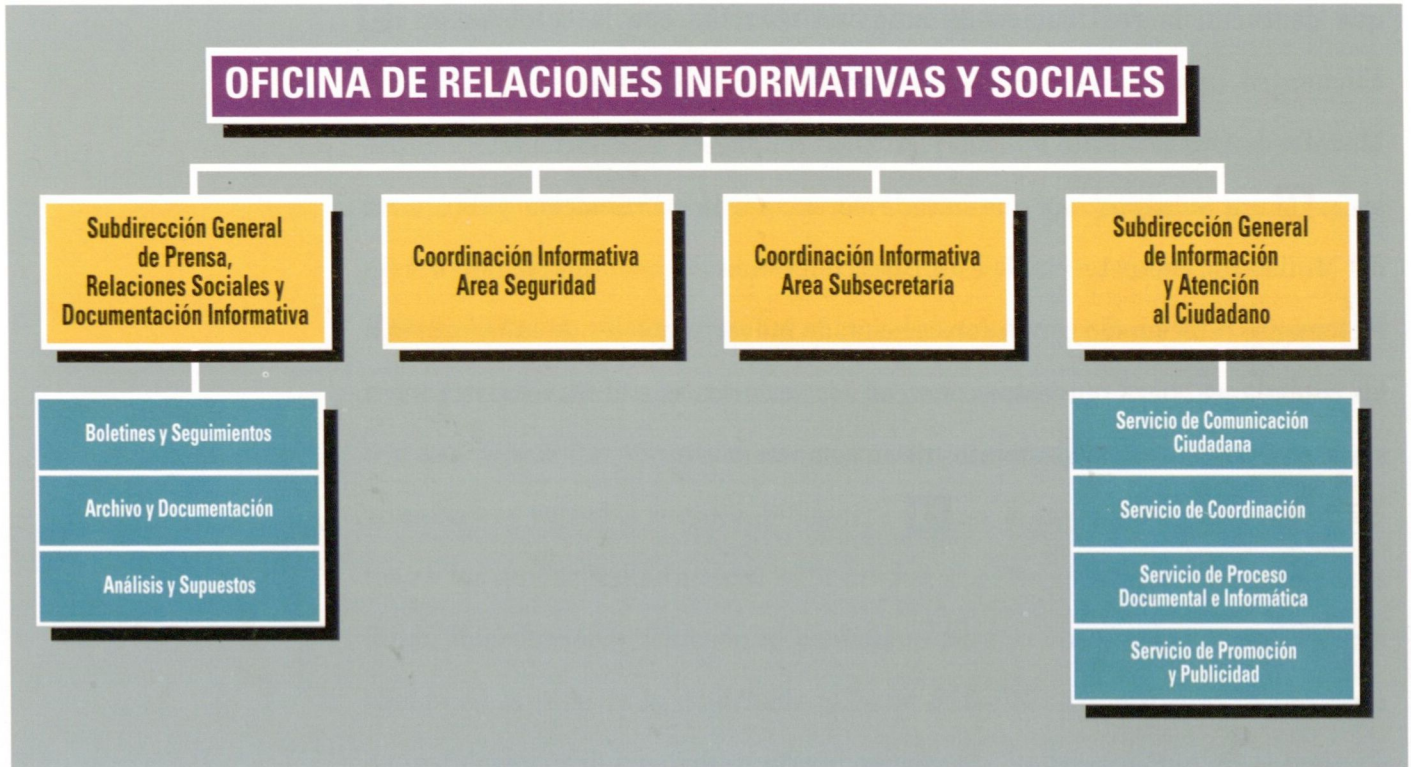 OFICINA DE RELACIONES INFORMATIVAS Y SOCIALES
Subdirección General
de Prensa,
Relaciones Sociales y
Documentación Informativa
Boletines y Seguimientos
Archivo y Documentación
Análisis y Supuestos
Coordinación Informativa
Area Seguridad
Coordinación Informativa
Area Subsecretaría
Subdirección General
de Información
y Atención
al Ciudadano
Servicio de Comunicación
Ciudadana
Servicio de Coordinación
Servicio de Proceso
Documental e Informática
Servicio de Promoción
y Publicidad